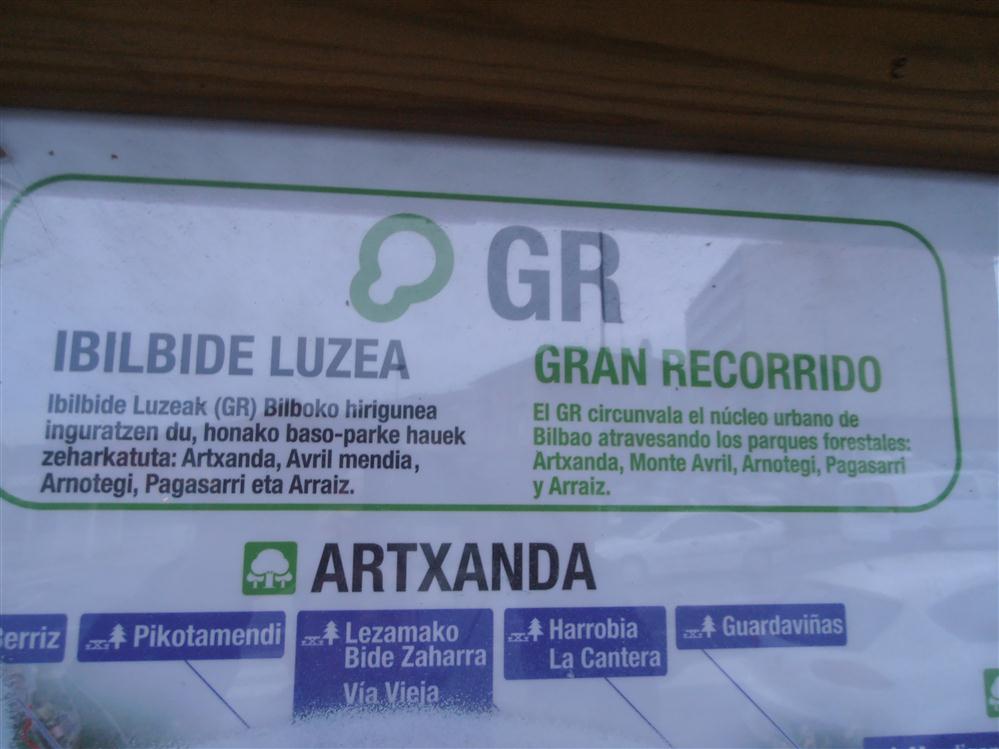 GR
IBILBIDE LUZEA
Ibilbide Luzeak (GR) Bilboko hirigunea
inguratzen du, honako baso-parke hauek
zeharkatuta: Artxanda, Avril mendia,
Arnotegi, Pagasarri eta Arraiz.
GRAN RECORRIDO
El GR circunvala el núcleo urbano de
Bilbao atravesando los parques forestales:
Artxanda, Monte Avril, Arnotegi, Pagasarri
y Arraiz.
ARTXANDA
Berriz
Pikotamendi
Lezamako
Bide Zaharra
Vía Vieja
Harrobia
La Cantera
Guardaviñas